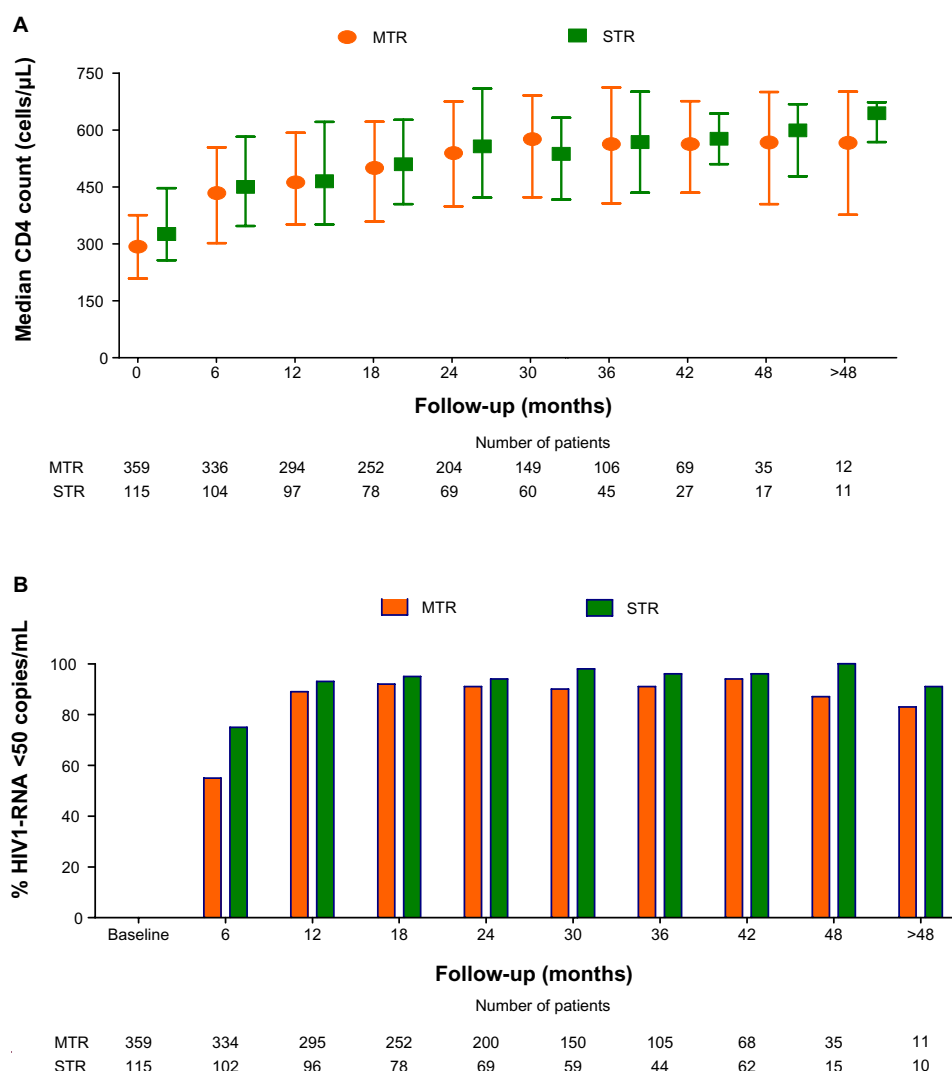 A
MTR STR
Median CD4 count (cells/µL)
750
600
450
300
150
0
0 6 12 18 24 30 36 42 48 >48
Follow-up (months)
Number of patients
MTR 359 336 294 252 204 149 106 69 35 12
STR 115 104 97 78 69 60 45 27 17 11
B
MTR STR
% HIV1-RNA <50 copies/mL
100
80
60
40
20
0
Baseline 6 12 18 24 30 36 42 48 >48
Follow-up (months)
Number of patients
MTR 359 334 295 252 200 150 105 68 35 11
STR 115 102 96 78 69 59 44 62 15 10